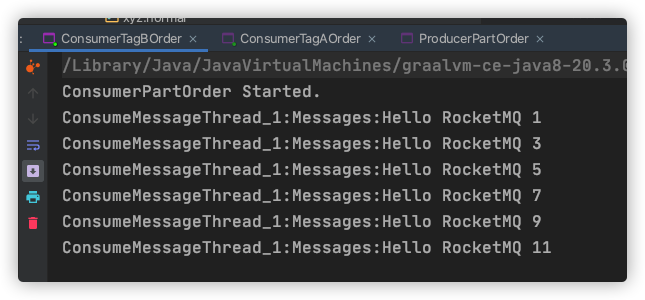 xyz.normal
: ConsumerTagBOrder × ConsumerTagAOrder × ProducerPartOrder ×
/Library/Java/JavaVirtualMachines/graalvm-ce-java8-20.3.0
ConsumerPartOrder Started.
ConsumeMessageThread_1:Messages:Hello RocketMQ 1
ConsumeMessageThread_1:Messages:Hello RocketMQ 3
ConsumeMessageThread_1:Messages:Hello RocketMQ 5
ConsumeMessageThread_1:Messages:Hello RocketMQ 7
ConsumeMessageThread_1:Messages:Hello RocketMQ 9
ConsumeMessageThread_1:Messages:Hello RocketMQ 11